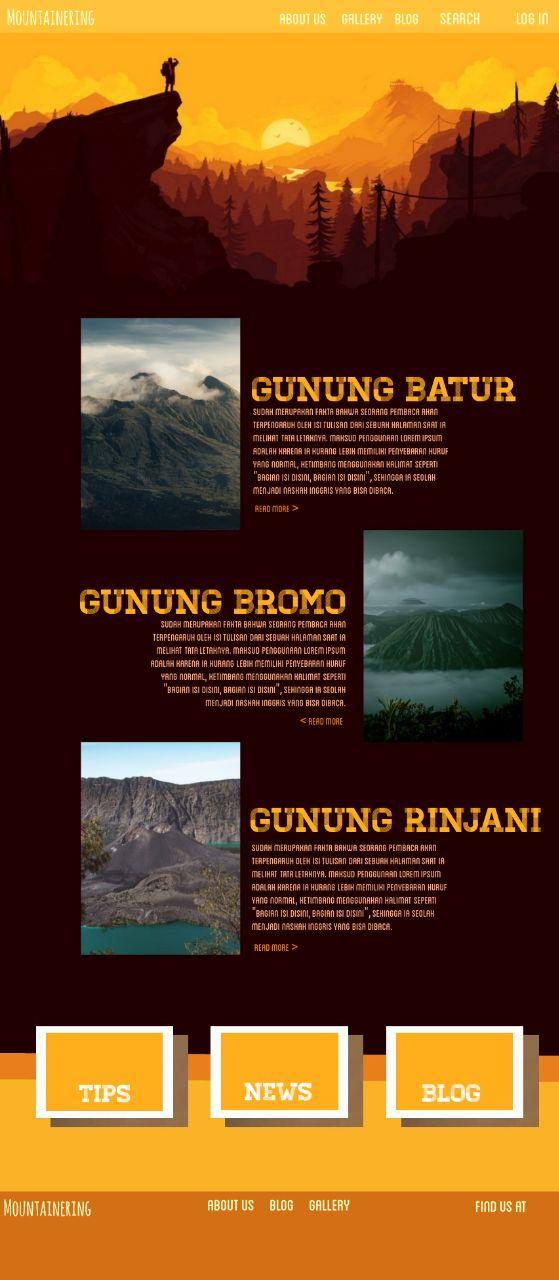 MOUNTAINERING ABOUT US GALLERY BLOG SEARCH LOG IN
GUNUNG BATUR
SUDAH MERUPAKAN FAKTA BAHWA SEORANG PEMBACA AKAN
TERPENGARUH OLEH ISI TULISAN DARI SEBUAH HALAMAN SAAT IA
MELIHAT TATA LETAKNYA. MAKSUD PENGGUNAAN LOREM IPSUM
ADALAH KARENA IA KURANG LEBIH MEMILIKI PENYEBARAN HURUF
YANG NORMAL, KETIMBANG MENGGUNAKAN KALIMAT SEPERTI
"BAGIAN ISI DISINI, BAGIAN ISI DISINI", SEHINGGA IA SEOLAH
MENJADI NASKAH INGGRIS YANG BISA DIBACA.
READ MORE >
GUNUNG BROMO
SUDAH MERUPAKAN FAKTA BAHWA SEORANG PEMBACA AKAN
TERPENGARUH OLEH ISI TULISAN DARI SEBUAH HALAMAN SAAT IA
MELIHAT TATA LETAKNYA. MAKSUD PENGGUNAAN LOREM IPSUM
ADALAH KARENA IA KURANG LEBIH MEMILIKI PENYEBARAN HURUF
YANG NORMAL, KETIMBANG MENGGUNAKAN KALIMAT SEPERTI
"BAGIAN ISI DISINI, BAGIAN ISI DISINI", SEHINGGA IA SEOLAH
MENJADI NASKAH INGGRIS YANG BISA DIBACA.
< READ MORE
GUNUNG RINJANI
SUDAH MERUPAKAN FAKTA BAHWA SEORANG PEMBACA AKAN
TERPENGARUH OLEH ISI TULISAN DARI SEBUAH HALAMAN SAAT IA
MELIHAT TATA LETAKNYA. MAKSUD PENGGUNAAN LOREM IPSUM
ADALAH KARENA IA KURANG LEBIH MEMILIKI PENYEBARAN HURUF
YANG NORMAL, KETIMBANG MENGGUNAKAN KALIMAT SEPERTI
"BAGIAN ISI DISINI, BAGIAN ISI DISINI", SEHINGGA IA SEOLAH
MENJADI NASKAH INGGRIS YANG BISA DIBACA.
READ MORE >
TIPS NEWS BLOG
MOUNTAINERING ABOUT US BLOG GALLERY FIND US AT